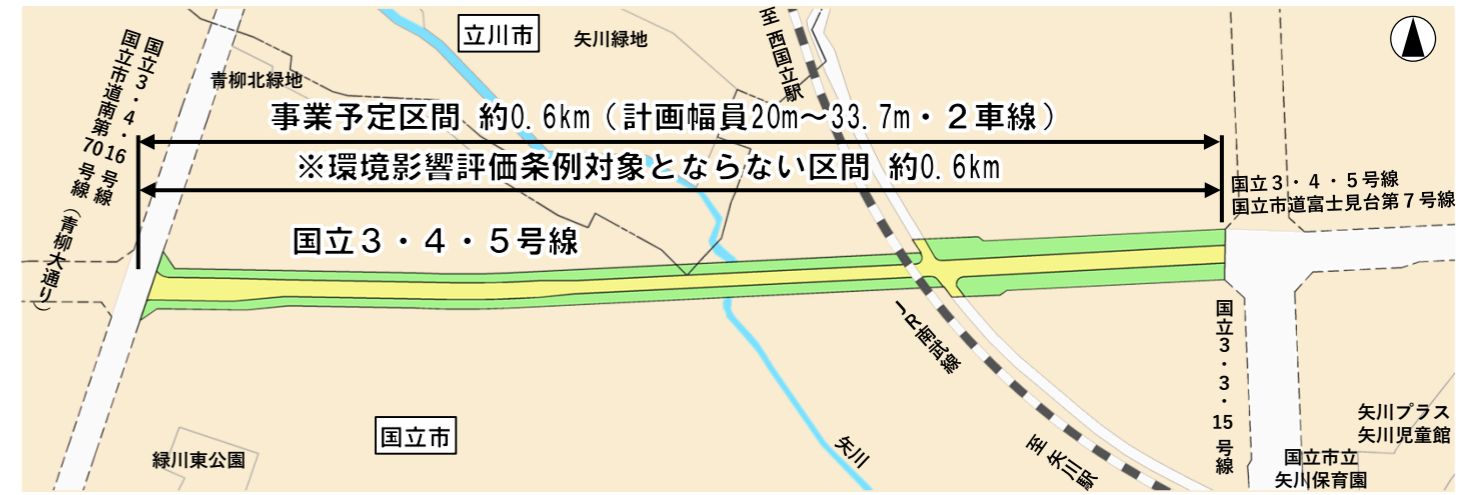 立川市
矢川緑地
至 西国立駅
国立3・4・16号線
国立市道南第70号線
(青柳大通り)
青柳北緑地
事業予定区間 約0.6km（計画幅員20m～33.7m・２車線）
※環境影響評価条例対象とならない区間 約0.6km
国立３・４・５号線
国立市道富士見台第７号線
国立３・４・５号線
JR南武線
国立3・3・15号線
国立市
緑川東公園
矢川
至 矢川駅
矢川プラス
矢川児童館
国立市立
矢川保育園